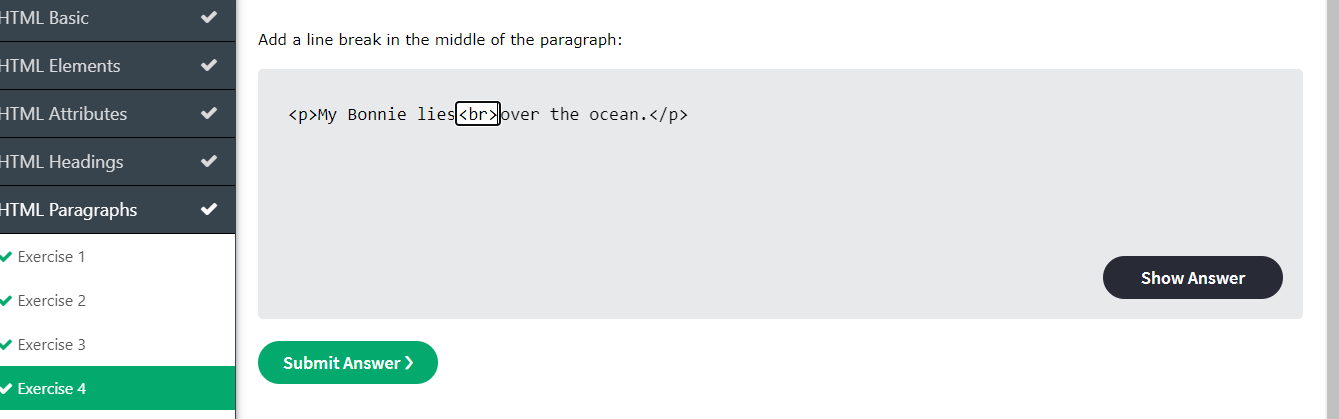 HTML Basic
HTML Elements
HTML Attributes
HTML Headings
HTML Paragraphs
Exercise 1
Exercise 2
Exercise 3
Exercise 4
Add a line break in the middle of the paragraph:
<p>My Bonnie lies<br>over the ocean.</p>
Show Answer
Submit Answer ❯